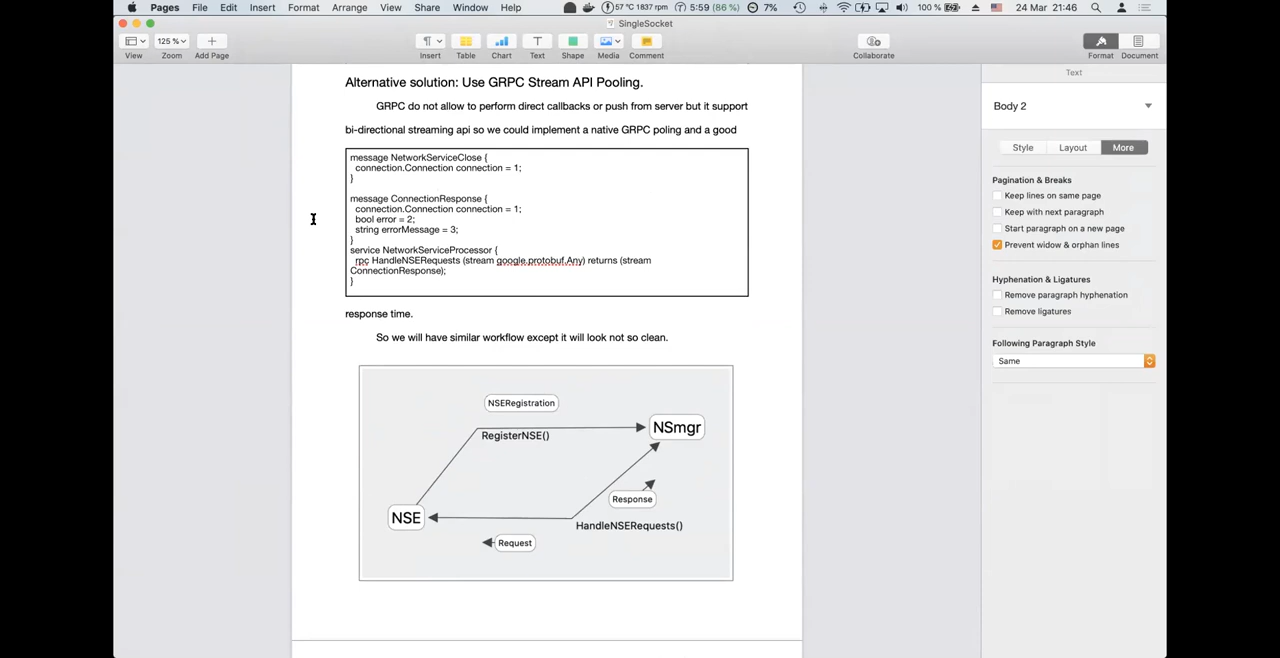 Pages File Edit Insert Format Arrange View Share Window Help 57 °C 1837 rpm 5:59 (86 %) 7% 100 % 24 Mar 21:46
SingleSocket
125 %
View Zoom Add Page Insert Table Chart Text Shape Media Comment Collaborate Format Document
Alternative solution: Use GRPC Stream API Pooling.
GRPC do not allow to perform direct callbacks or push from server but it support
bi-directional streaming api so we could implement a native GRPC poling and a good
message NetworkServiceClose {
connection.Connection connection = 1;
}
message ConnectionResponse {
connection.Connection connection = 1;
bool error = 2;
string errorMessage = 3;
}
service NetworkServiceProcessor {
rpc HandleNSERequests (stream google.protobuf.Any) returns (stream
ConnectionResponse);
}
response time.
So we will have similar workflow except it will look not so clean.
NSERegistration
RegisterNSE()
NSmgr
Response
NSE
HandleNSERequests()
Request
Text
Body 2
Style Layout More
Pagination & Breaks
Keep lines on same page
Keep with next paragraph
Start paragraph on a new page
Prevent widow & orphan lines
Hyphenation & Ligatures
Remove paragraph hyphenation
Remove ligatures
Following Paragraph Style
Same